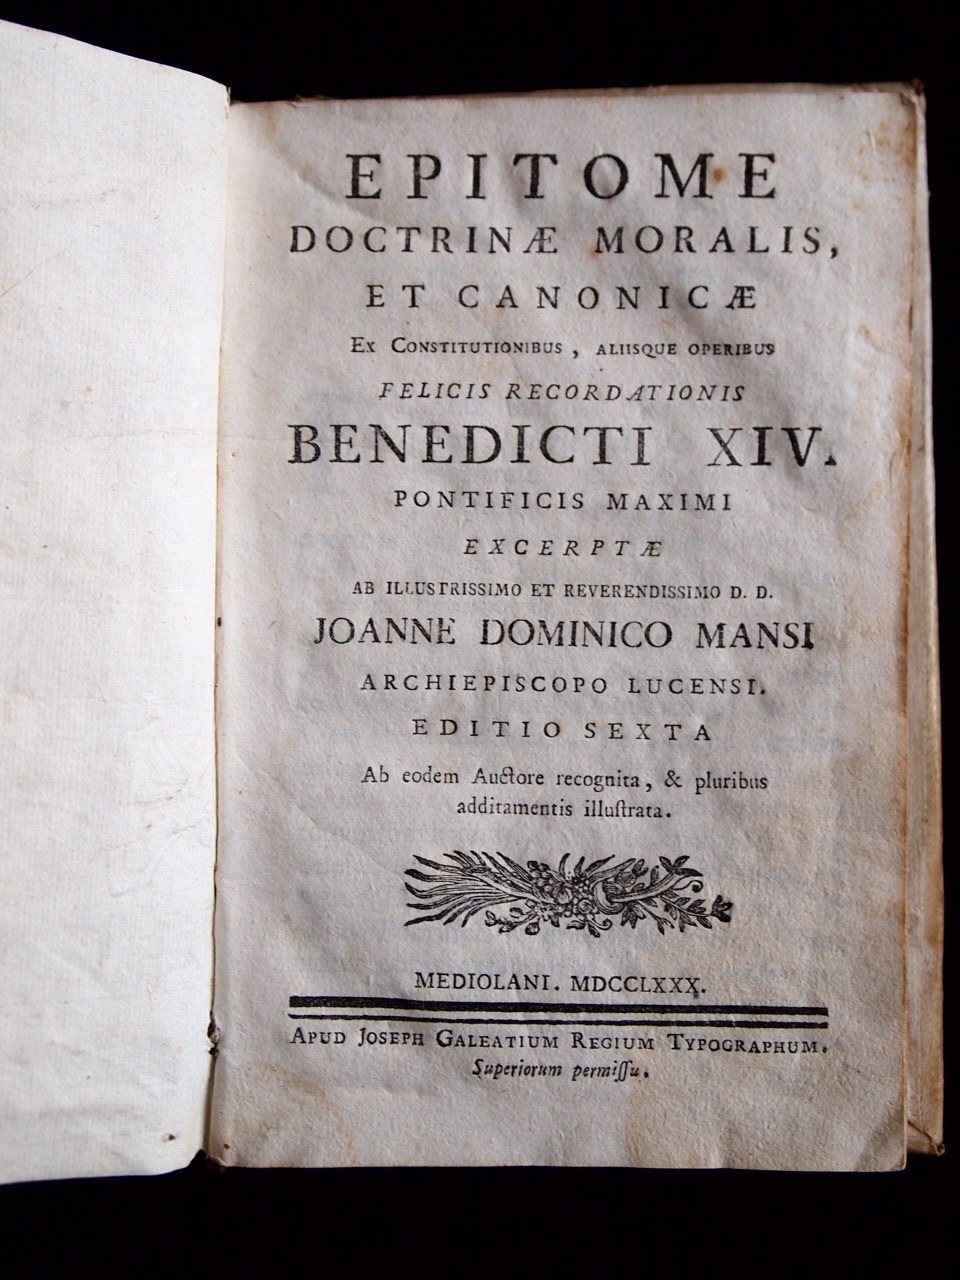 EPITOME
DOCTRINÆ MORALIS,
ET CANONICÆ
EX CONSTITUTIONIBUS, ALIISQUE OPERIBUS
FELICIS RECORDATIONIS
BENEDICTI XIV.
PONTIFICIS MAXIMI
EXCERPTÆ
AB ILLUSTRISSIMO ET REVERENDISSIMO D. D.
JOANNE DOMINICO MANSI
ARCHIEPISCOPO LUCENSI.
EDITIO SEXTA
Ab eodem Auctore recognita, & pluribus
additamentis illuſtrata.
MEDIOLANI. MDCCLXXX.
APUD JOSEPH GALEATIUM REGIUM TYPOGRAPHUM.
Superiorum permiſſu.